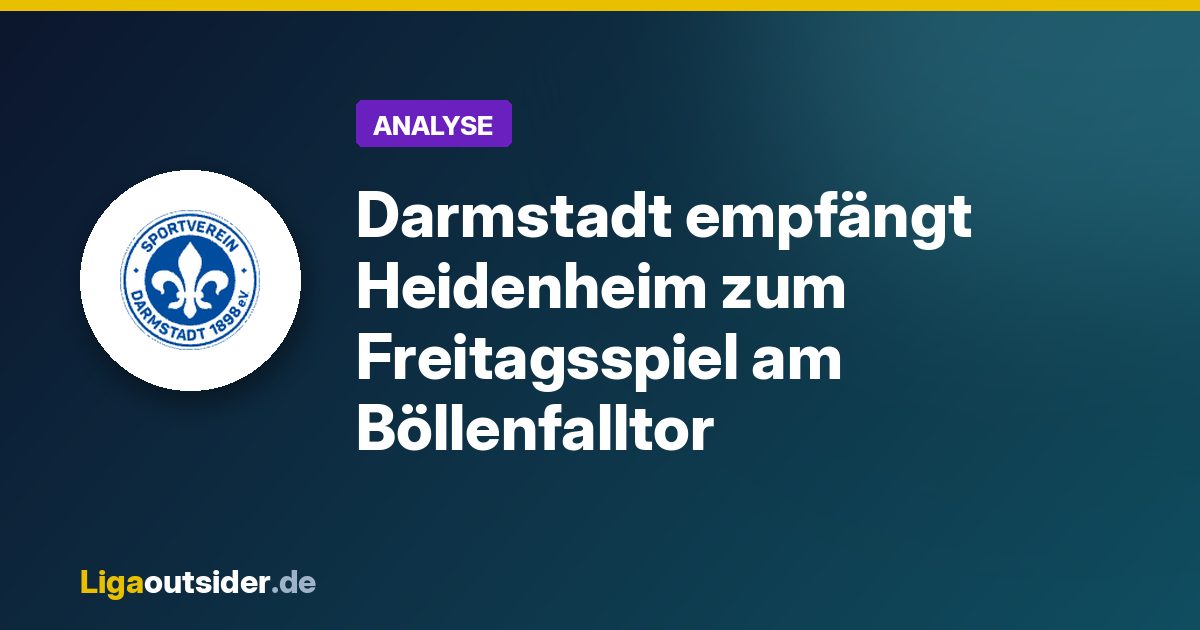 ANALYSE
Darmstadt empfängt
Heidenheim zum
Freitagsspiel am
Böllenfalltor
SPORTVEREIN
DARMSTADT 1898 e.V.
Ligaoutsider.de